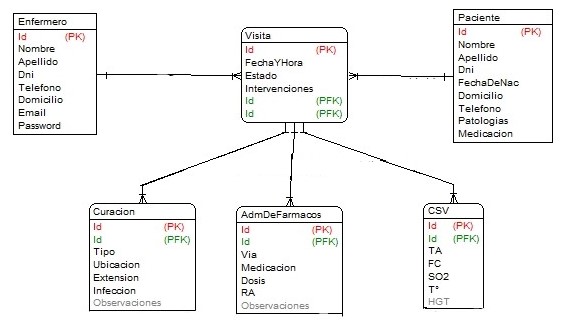 Enfermero
Id (PK)
Nombre
Apellido
Dni
Telefono
Domicilio
Email
Password
Visita
Id (PK)
FechaYHora
Estado
Intervenciones
Id (PFK)
Id (PFK)
Paciente
Id (PK)
Nombre
Apellido
Dni
FechaDeNac
Domicilio
Telefono
Patologias
Medicacion
Curacion
Id (PK)
Id (PFK)
Tipo
Ubicacion
Extension
Infeccion
Observaciones
AdmDeFarmacos
Id (PK)
Id (PFK)
Via
Medicacion
Dosis
RA
Observaciones
CSV
Id (PK)
Id (PFK)
TA
FC
SO2
T°
HGT